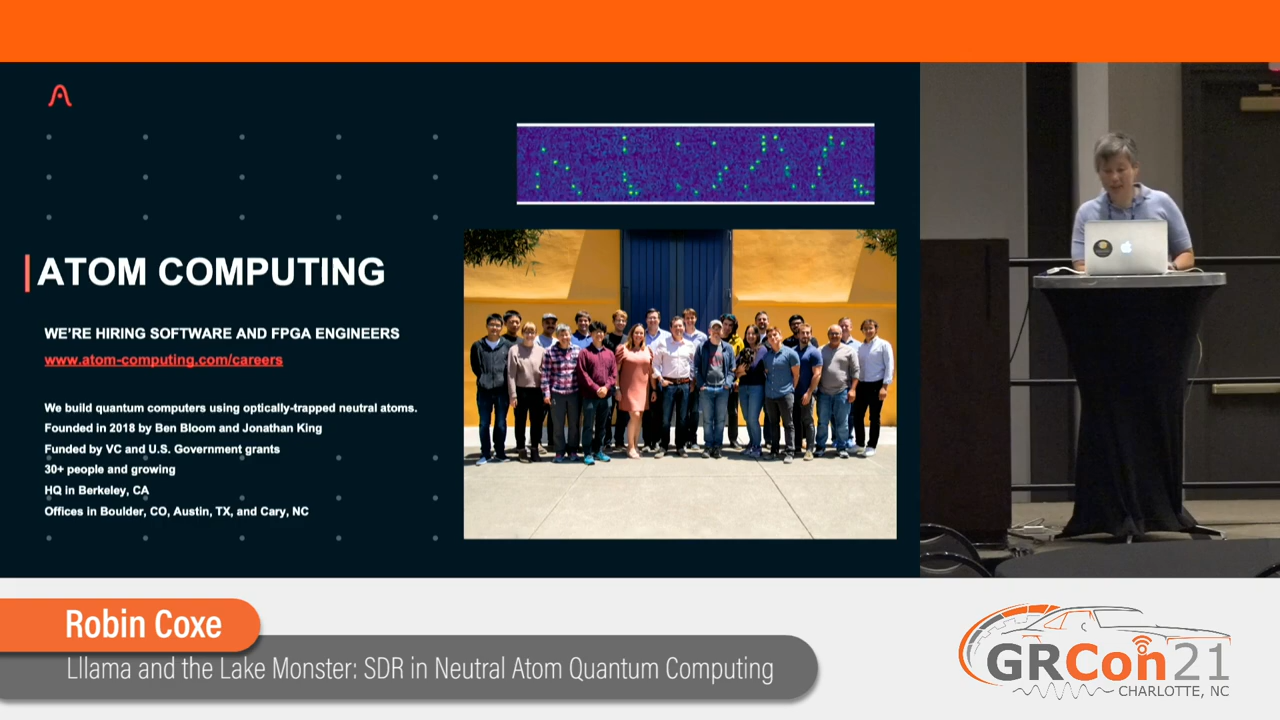 ATOM COMPUTING
WE'RE HIRING SOFTWARE AND FPGA ENGINEERS
www.atom-computing.com/careers
We build quantum computers using optically-trapped neutral atoms.
Founded in 2018 by Ben Bloom and Jonathan King
Funded by VC and U.S. Government grants
30+ people and growing
HQ in Berkeley, CA
Offices in Boulder, CO, Austin, TX, and Cary, NC
Robin Coxe
Lllama and the Lake Monster: SDR in Neutral Atom Quantum Computing
GRCon21
CHARLOTTE, NC